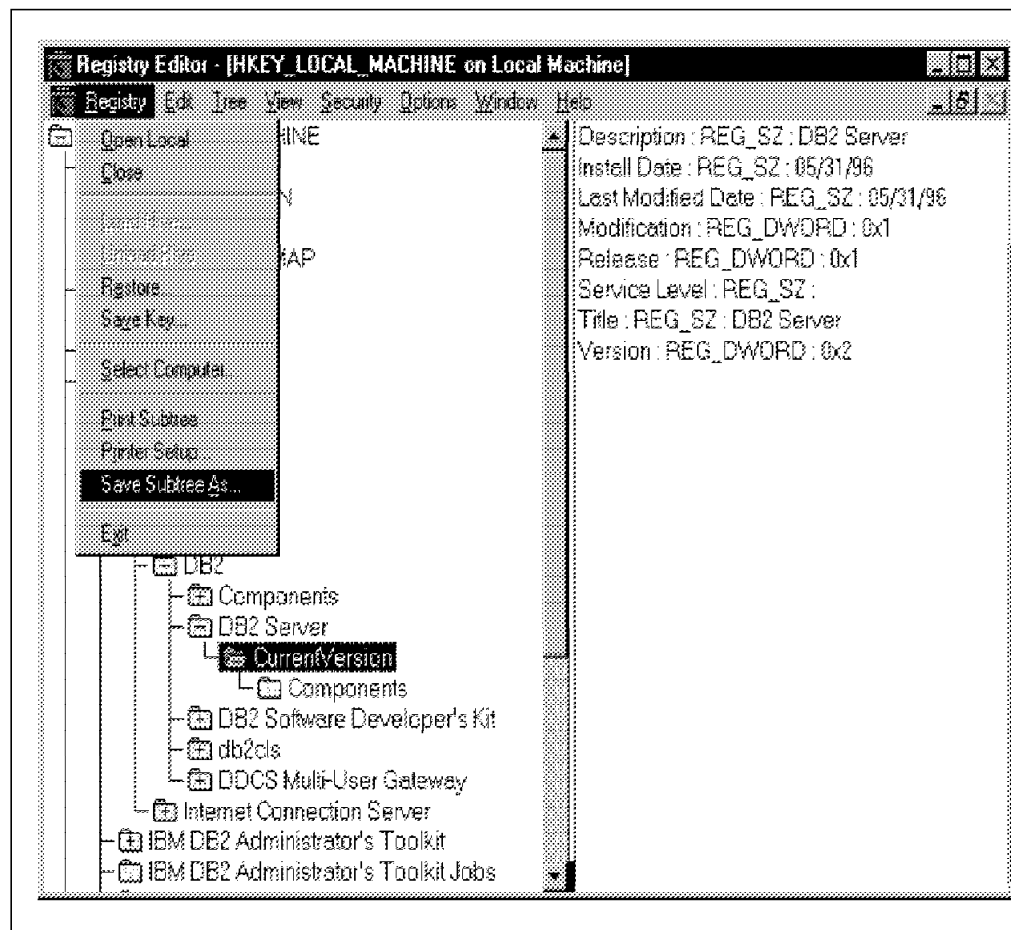 Registry Editor - [HKEY_LOCAL_MACHINE on Local Machine]
Registry Edit Tree View Security Options Window Help
Open Local
Close
Restore...
Save Key...
Select Computer...
Print Subtree
Printer Setup...
Save Subtree As...
Exit
DB2
Components
DB2 Server
CurrentVersion
Components
DB2 Software Developer's Kit
db2cls
DDCS Multi-User Gateway
Internet Connection Server
IBM DB2 Administrator's Toolkit
IBM DB2 Administrator's Toolkit Jobs
Description : REG_SZ : DB2 Server
Install Date : REG_SZ : 05/31/96
Last Modified Date : REG_SZ : 05/31/96
Modification : REG_DWORD : 0x1
Release : REG_DWORD : 0x1
Service Level : REG_SZ :
Title : REG_SZ : DB2 Server
Version : REG_DWORD : 0x2